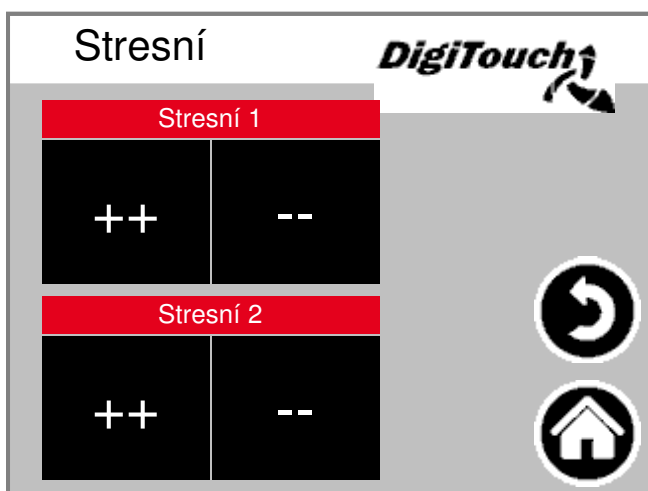 Stresní
DigiTouch
Stresní 1
++ --
Stresní 2
++ --